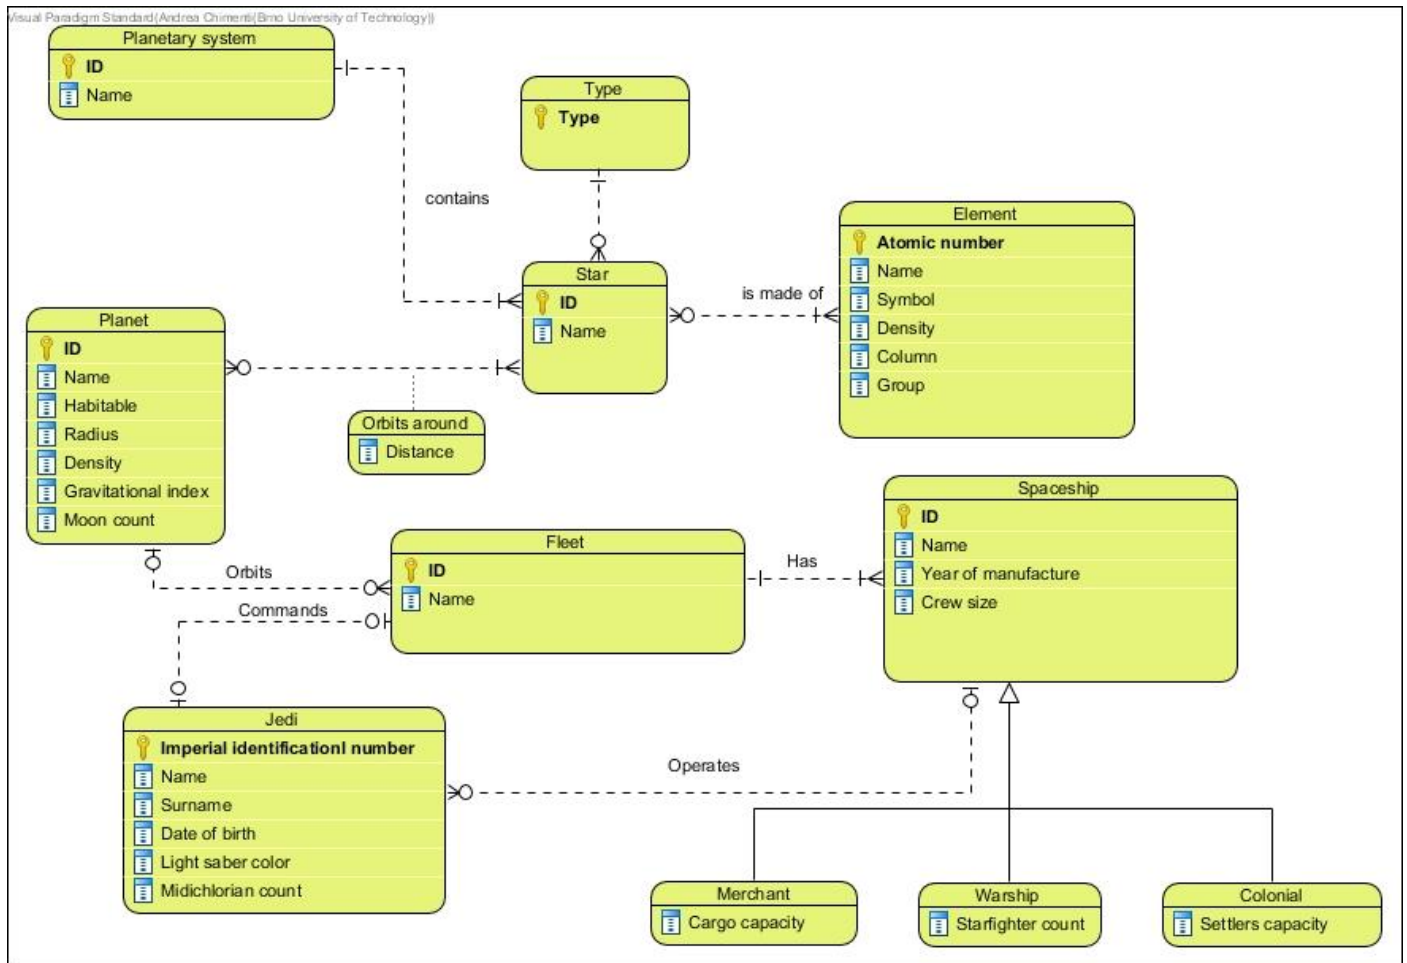 Visual Paradigm Standard(Andrea Chimenti(Brno University of Technology))
Planetary system
ID
Name
Type
Type
contains
Element
Atomic number
Name
Symbol
Density
Column
Group
Star
ID
Name
is made of
Planet
ID
Name
Habitable
Radius
Density
Gravitational index
Moon count
Orbits around
Distance
Spaceship
ID
Name
Year of manufacture
Crew size
Fleet
ID
Name
Has
Orbits
Commands
Jedi
Imperial identificationl number
Name
Surname
Date of birth
Light saber color
Midichlorian count
Operates
Merchant
Cargo capacity
Warship
Starfighter count
Colonial
Settlers capacity